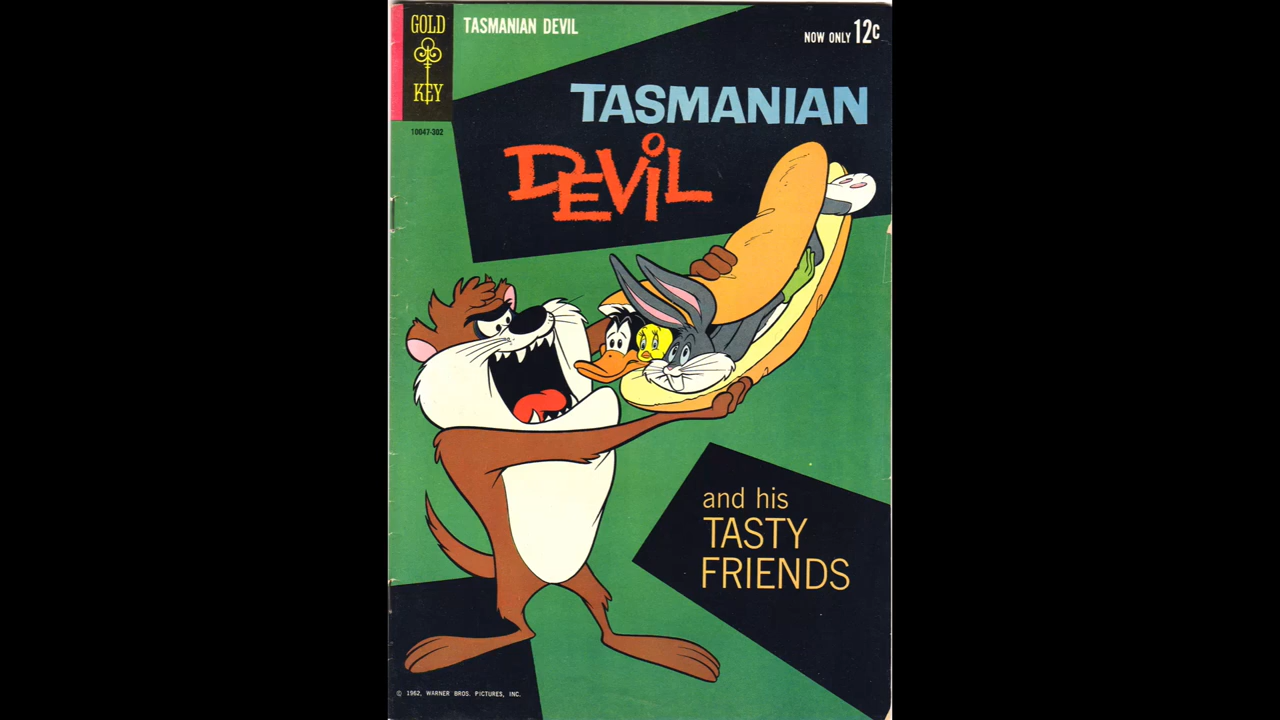 GOLD
KEY
TASMANIAN DEVIL
NOW ONLY 12c
10047-302
TASMANIAN
DEVIL
and his
TASTY
FRIENDS
© 1962, WARNER BROS. PICTURES, INC.